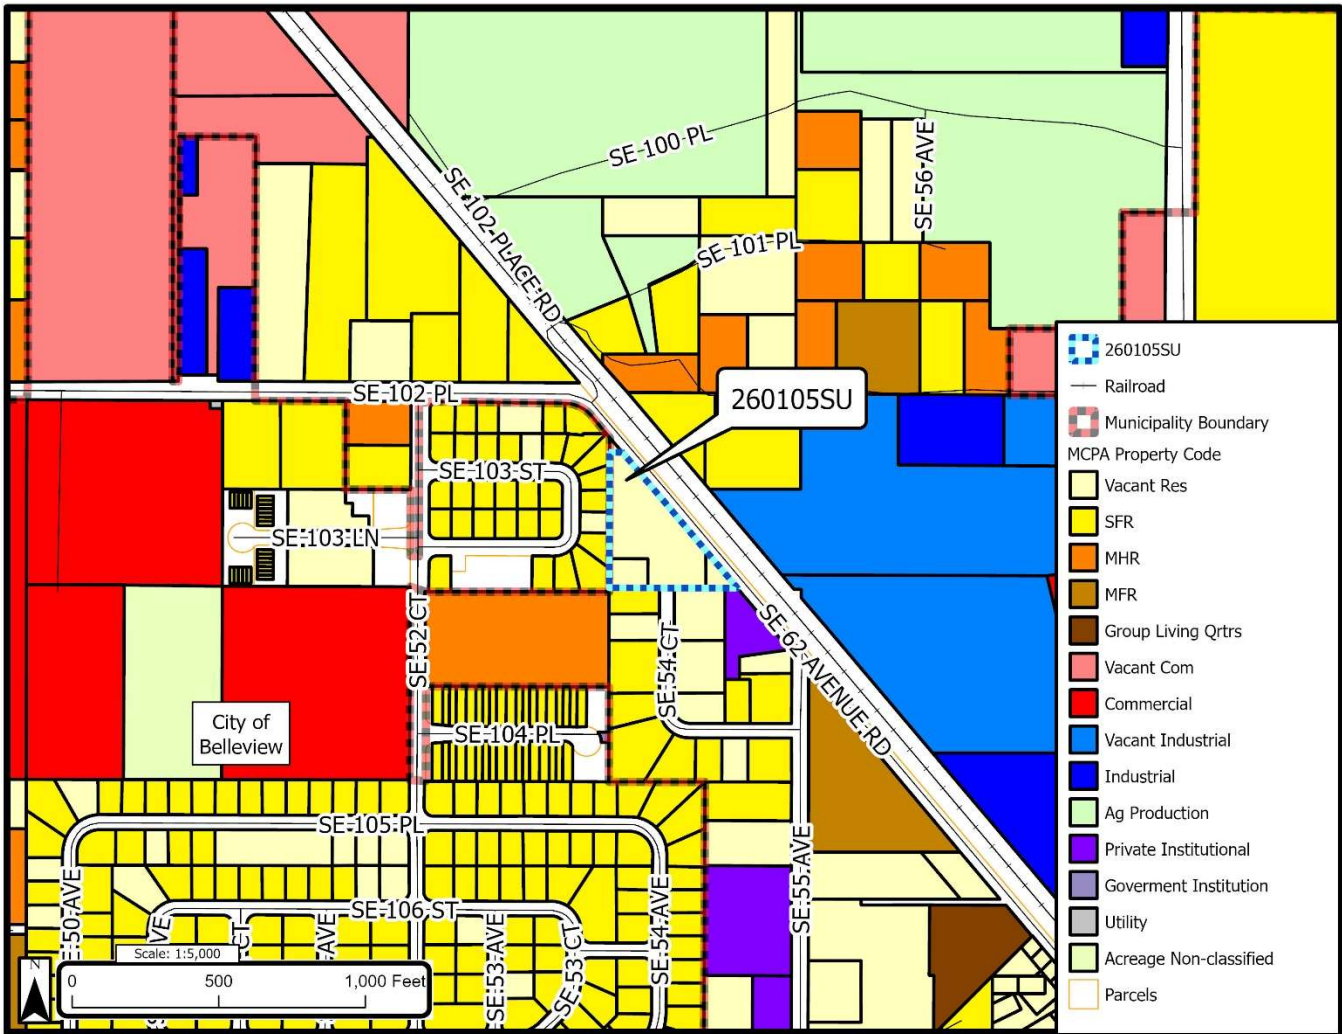 SE 100 PL
SE 56 AVE
SE 102 PLACE RD
SE 101 PL
SE 102 PL
260105SU
SE 103 ST
SE 103 LN
SE 52 CT
SE 54 CT
SE 62 AVENUE RD
City of
Belleview
SE 104 PL
SE 105 PL
SE 55 AVE
SE 106 ST
SE 54 AVE
SE 53 CT
SE 53 AVE
E 50 AVE
VE
CT
AVE
Scale: 1:5,000
N
0 500 1,000 Feet
260105SU
Railroad
Municipality Boundary
MCPA Property Code
Vacant Res
SFR
MHR
MFR
Group Living Qrtrs
Vacant Com
Commercial
Vacant Industrial
Industrial
Ag Production
Private Institutional
Goverment Institution
Utility
Acreage Non-classified
Parcels